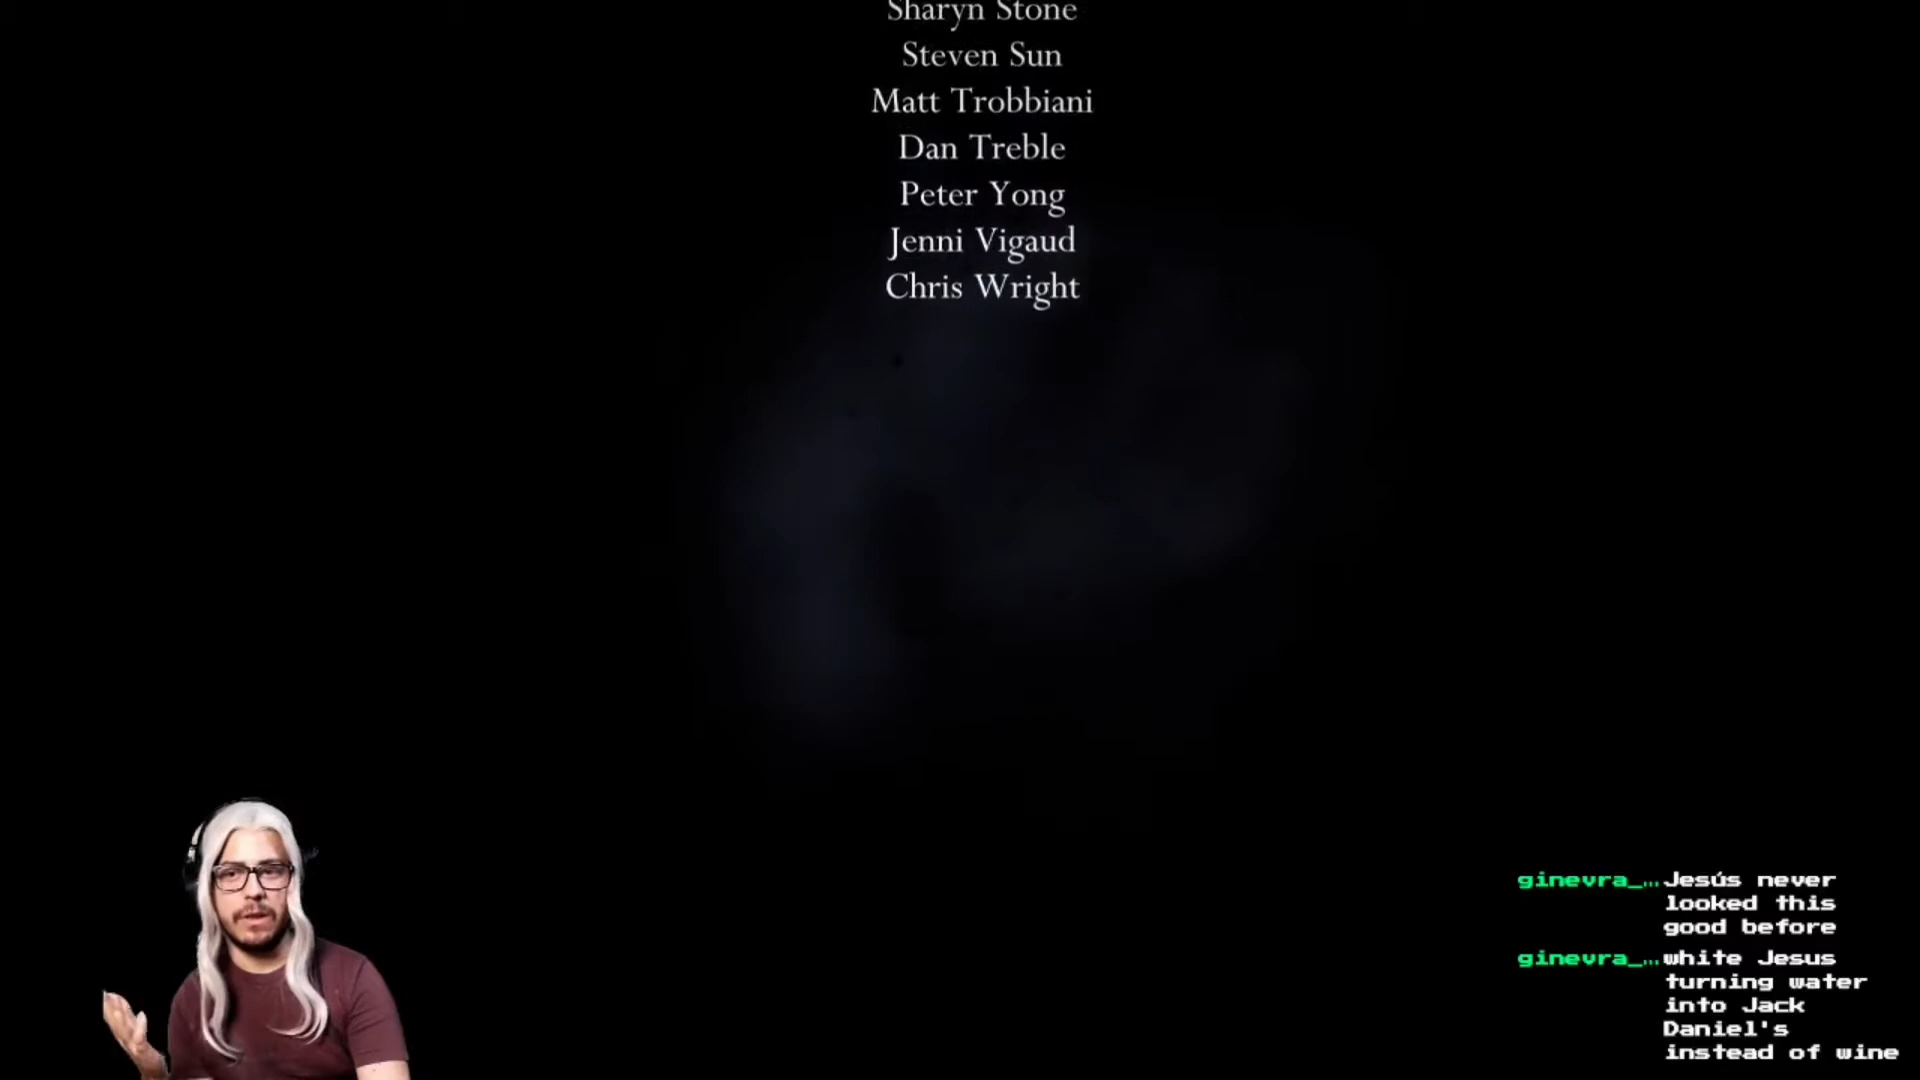 Sharyn Stone
Steven Sun
Matt Trobbiani
Dan Treble
Peter Yong
Jenni Vigaud
Chris Wright
ginevra_… Jesús never
looked this
good before
ginevra_… white Jesus
turning water
into Jack
Daniel's
instead of wine